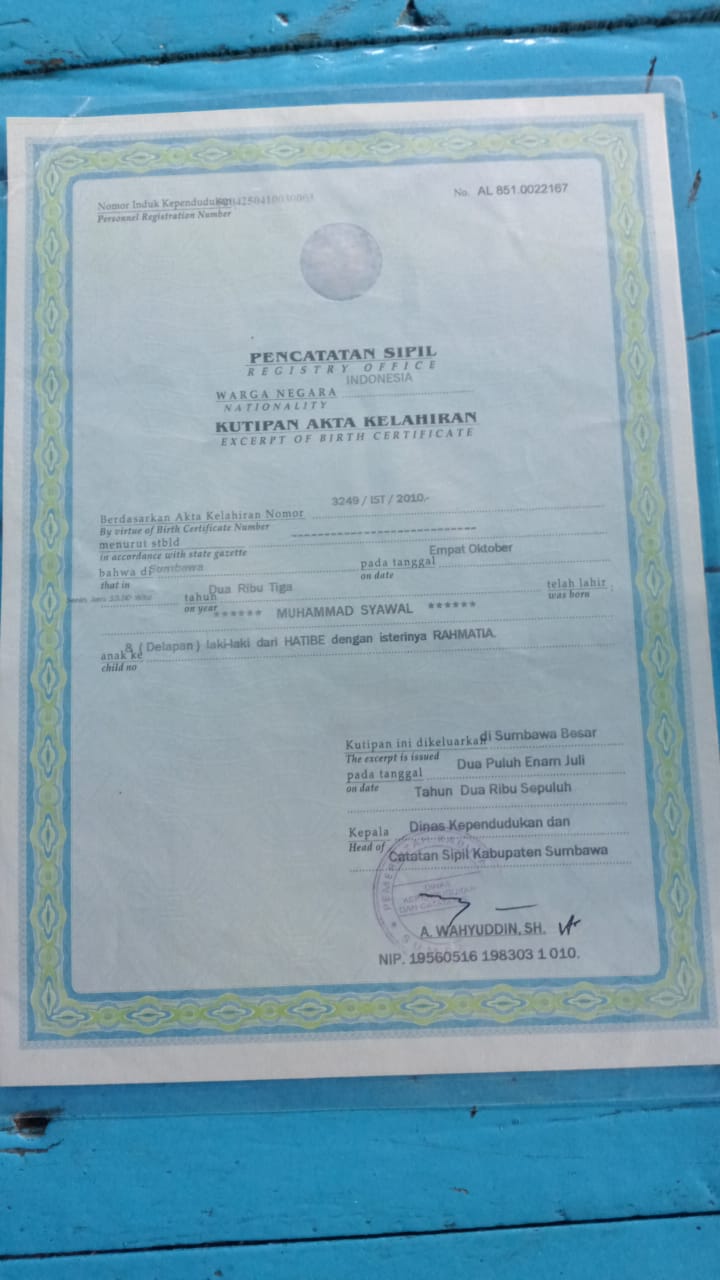 No. AL 851.0022167
Nomor Induk Kependudukan
Personnel Registration Number
PENCATATAN SIPIL
REGISTRY OFFICE
INDONESIA
WARGA NEGARA
NATIONALITY
KUTIPAN AKTA KELAHIRAN
EXCERPT OF BIRTH CERTIFICATE
3249 / IST / 2010.-
Berdasarkan Akta Kelahiran Nomor
By virtue of Birth Certificate Number
menurut stbld
in accordance with state gazette
bahwa di Sumbawa pada tanggal Empat Oktober
that in on date
tahun Dua Ribu Tiga telah lahir :
on year was born
****** MUHAMMAD SYAWAL ******
anak ke 8 ( Delapan ) laki-laki dari HATIBE dengan isterinya RAHMATIA.
child no
Kutipan ini dikeluarkan di Sumbawa Besar
The excerpt is issued
pada tanggal Dua Puluh Enam Juli
on date
Tahun Dua Ribu Sepuluh
Kepala Dinas Kependudukan dan
Head of
Catatan Sipil Kabupaten Sumbawa
DINAS
A. WAHYUDDIN, SH.
NIP. 19560516 198303 1 010.